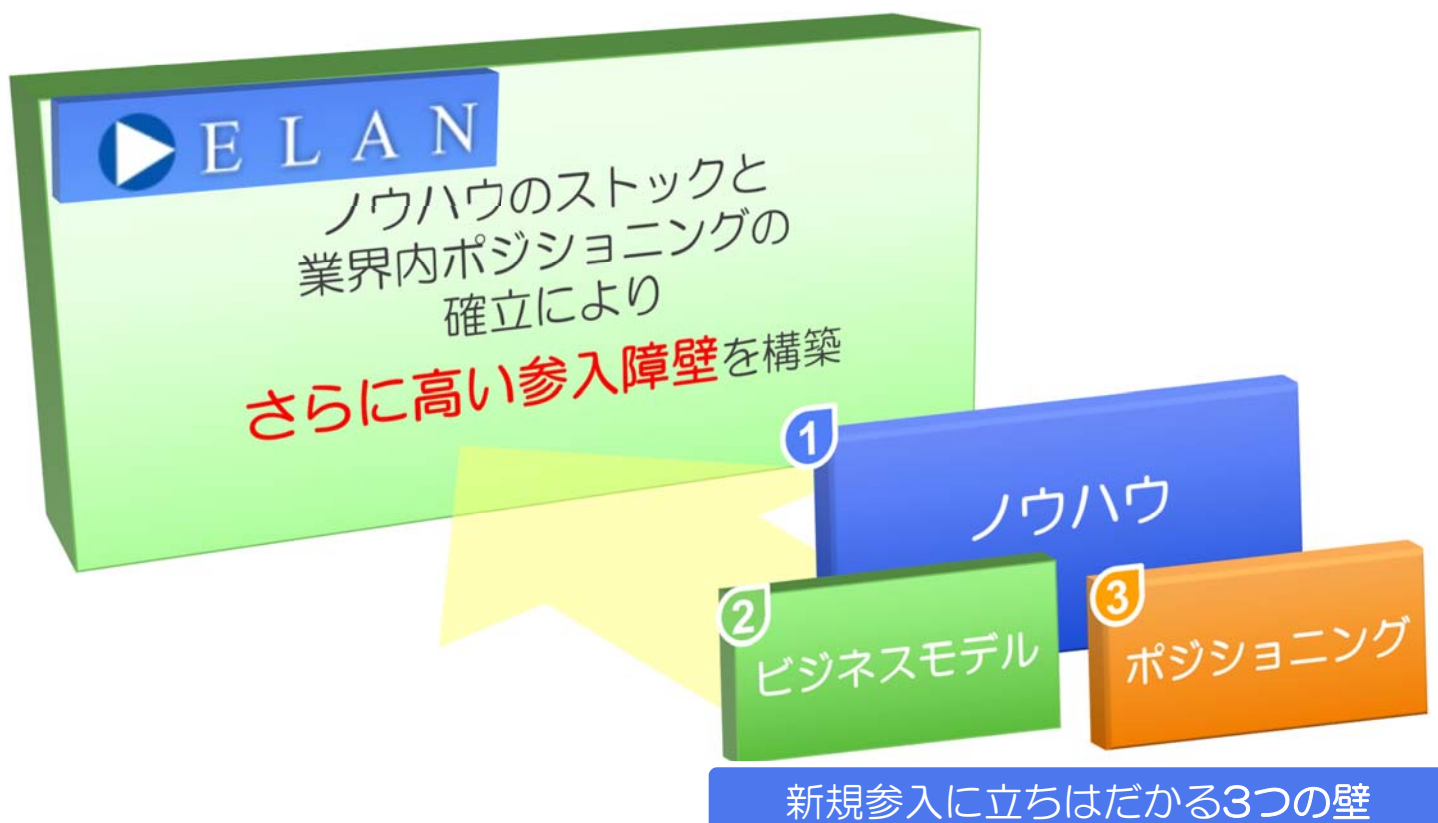 ELAN
ノウハウのストックと
業界内ポジショニングの
確立により
さらに高い参入障壁を構築
1
ノウハウ
2
ビジネスモデル
3
ポジショニング
新規参入に立ちはだかる3つの壁